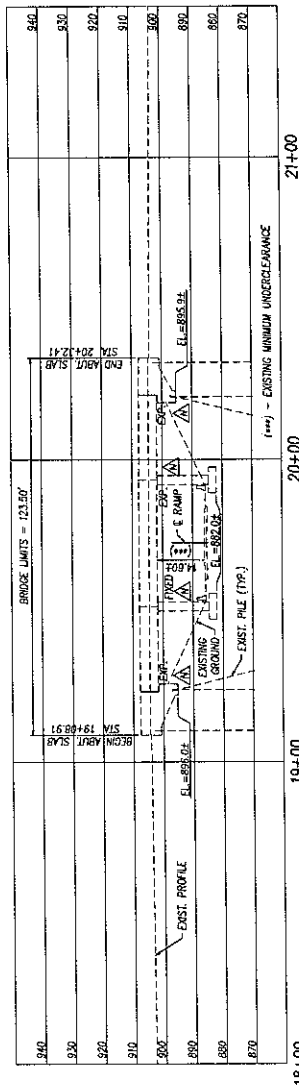 BRIDGE LIMITS = 123.50'
BEGIN ABUT. SLAB
STA. 19+08.91
END ABUT. SLAB
STA. 20+32.41
940
930
920
910
900
890
880
870
860
940
930
920
910
900
890
880
870
860
EXP.
FIXED
EXP.
EXP.
N
N
N
N
14.60±
(***)
℄ RAMP
EL.=896.0±
EL.=882.0±
EL.=895.9±
EXIST. PROFILE
EXISTING
GROUND
EXIST. PILE (TYP.)
(***) - EXISTING MINIMUM UNDERCLEARANCE
18+00
19+00
20+00
21+00